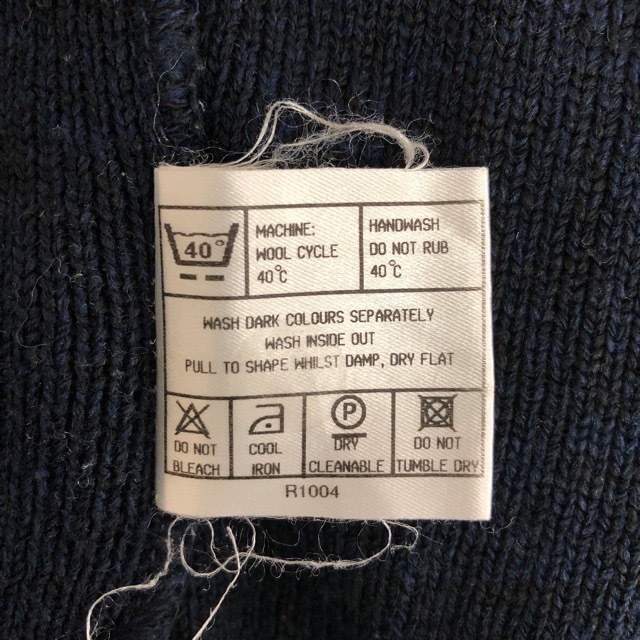 40°
MACHINE:
WOOL CYCLE
40°C
HANDWASH
DO NOT RUB
40°C
WASH DARK COLOURS SEPARATELY
WASH INSIDE OUT
PULL TO SHAPE WHILST DAMP, DRY FLAT
DO NOT
BLEACH
COOL
IRON
P
DRY
CLEANABLE
DO NOT
TUMBLE DRY
R1004